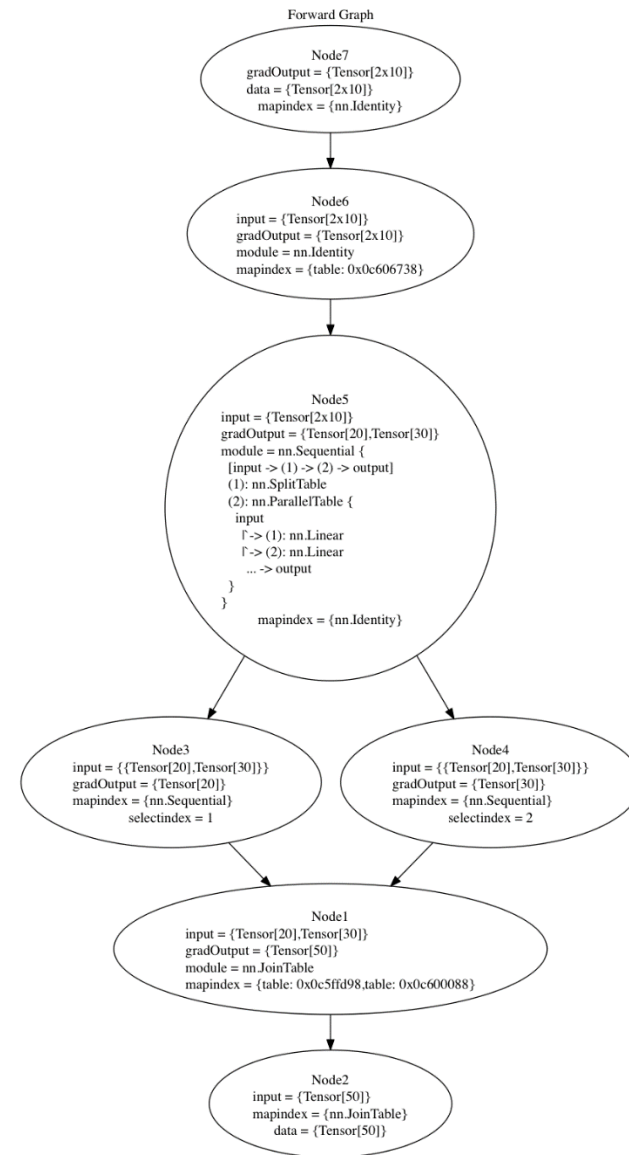 Forward Graph
Node7
gradOutput = {Tensor[2x10]}
data = {Tensor[2x10]}
mapindex = {nn.Identity}
Node6
input = {Tensor[2x10]}
gradOutput = {Tensor[2x10]}
module = nn.Identity
mapindex = {table: 0x0c606738}
Node5
input = {Tensor[2x10]}
gradOutput = {Tensor[20],Tensor[30]}
module = nn.Sequential {
[input -> (1) -> (2) -> output]
(1): nn.SplitTable
(2): nn.ParallelTable {
input
|`-> (1): nn.Linear
|`-> (2): nn.Linear
... -> output
}
}
mapindex = {nn.Identity}
Node3
input = {{Tensor[20],Tensor[30]}}
gradOutput = {Tensor[20]}
mapindex = {nn.Sequential}
selectindex = 1
Node4
input = {{Tensor[20],Tensor[30]}}
gradOutput = {Tensor[30]}
mapindex = {nn.Sequential}
selectindex = 2
Node1
input = {Tensor[20],Tensor[30]}
gradOutput = {Tensor[50]}
module = nn.JoinTable
mapindex = {table: 0x0c5ffd98,table: 0x0c600088}
Node2
input = {Tensor[50]}
mapindex = {nn.JoinTable}
data = {Tensor[50]}